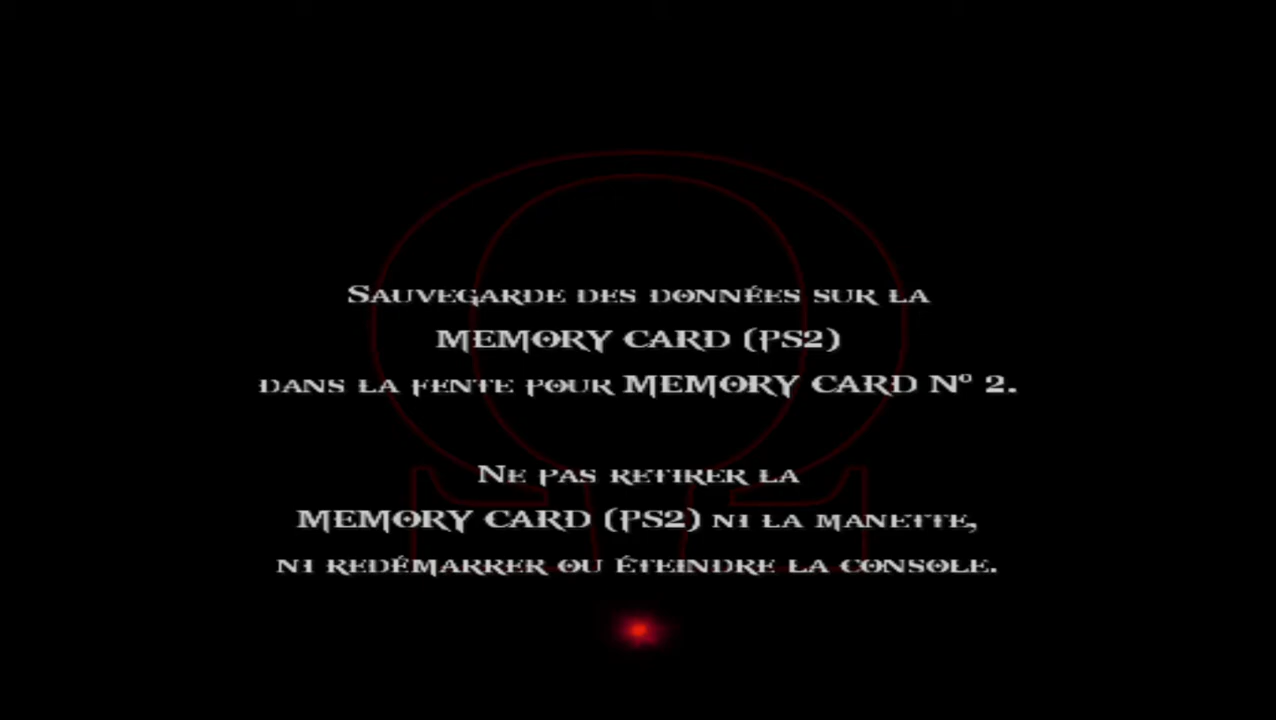 Sauvegarde des données sur la
MEMORY CARD (PS2)
dans la fente pour MEMORY CARD Nº 2.
Ne pas retirer la
MEMORY CARD (PS2) ni la manette,
ni redémarrer ou éteindre la console.